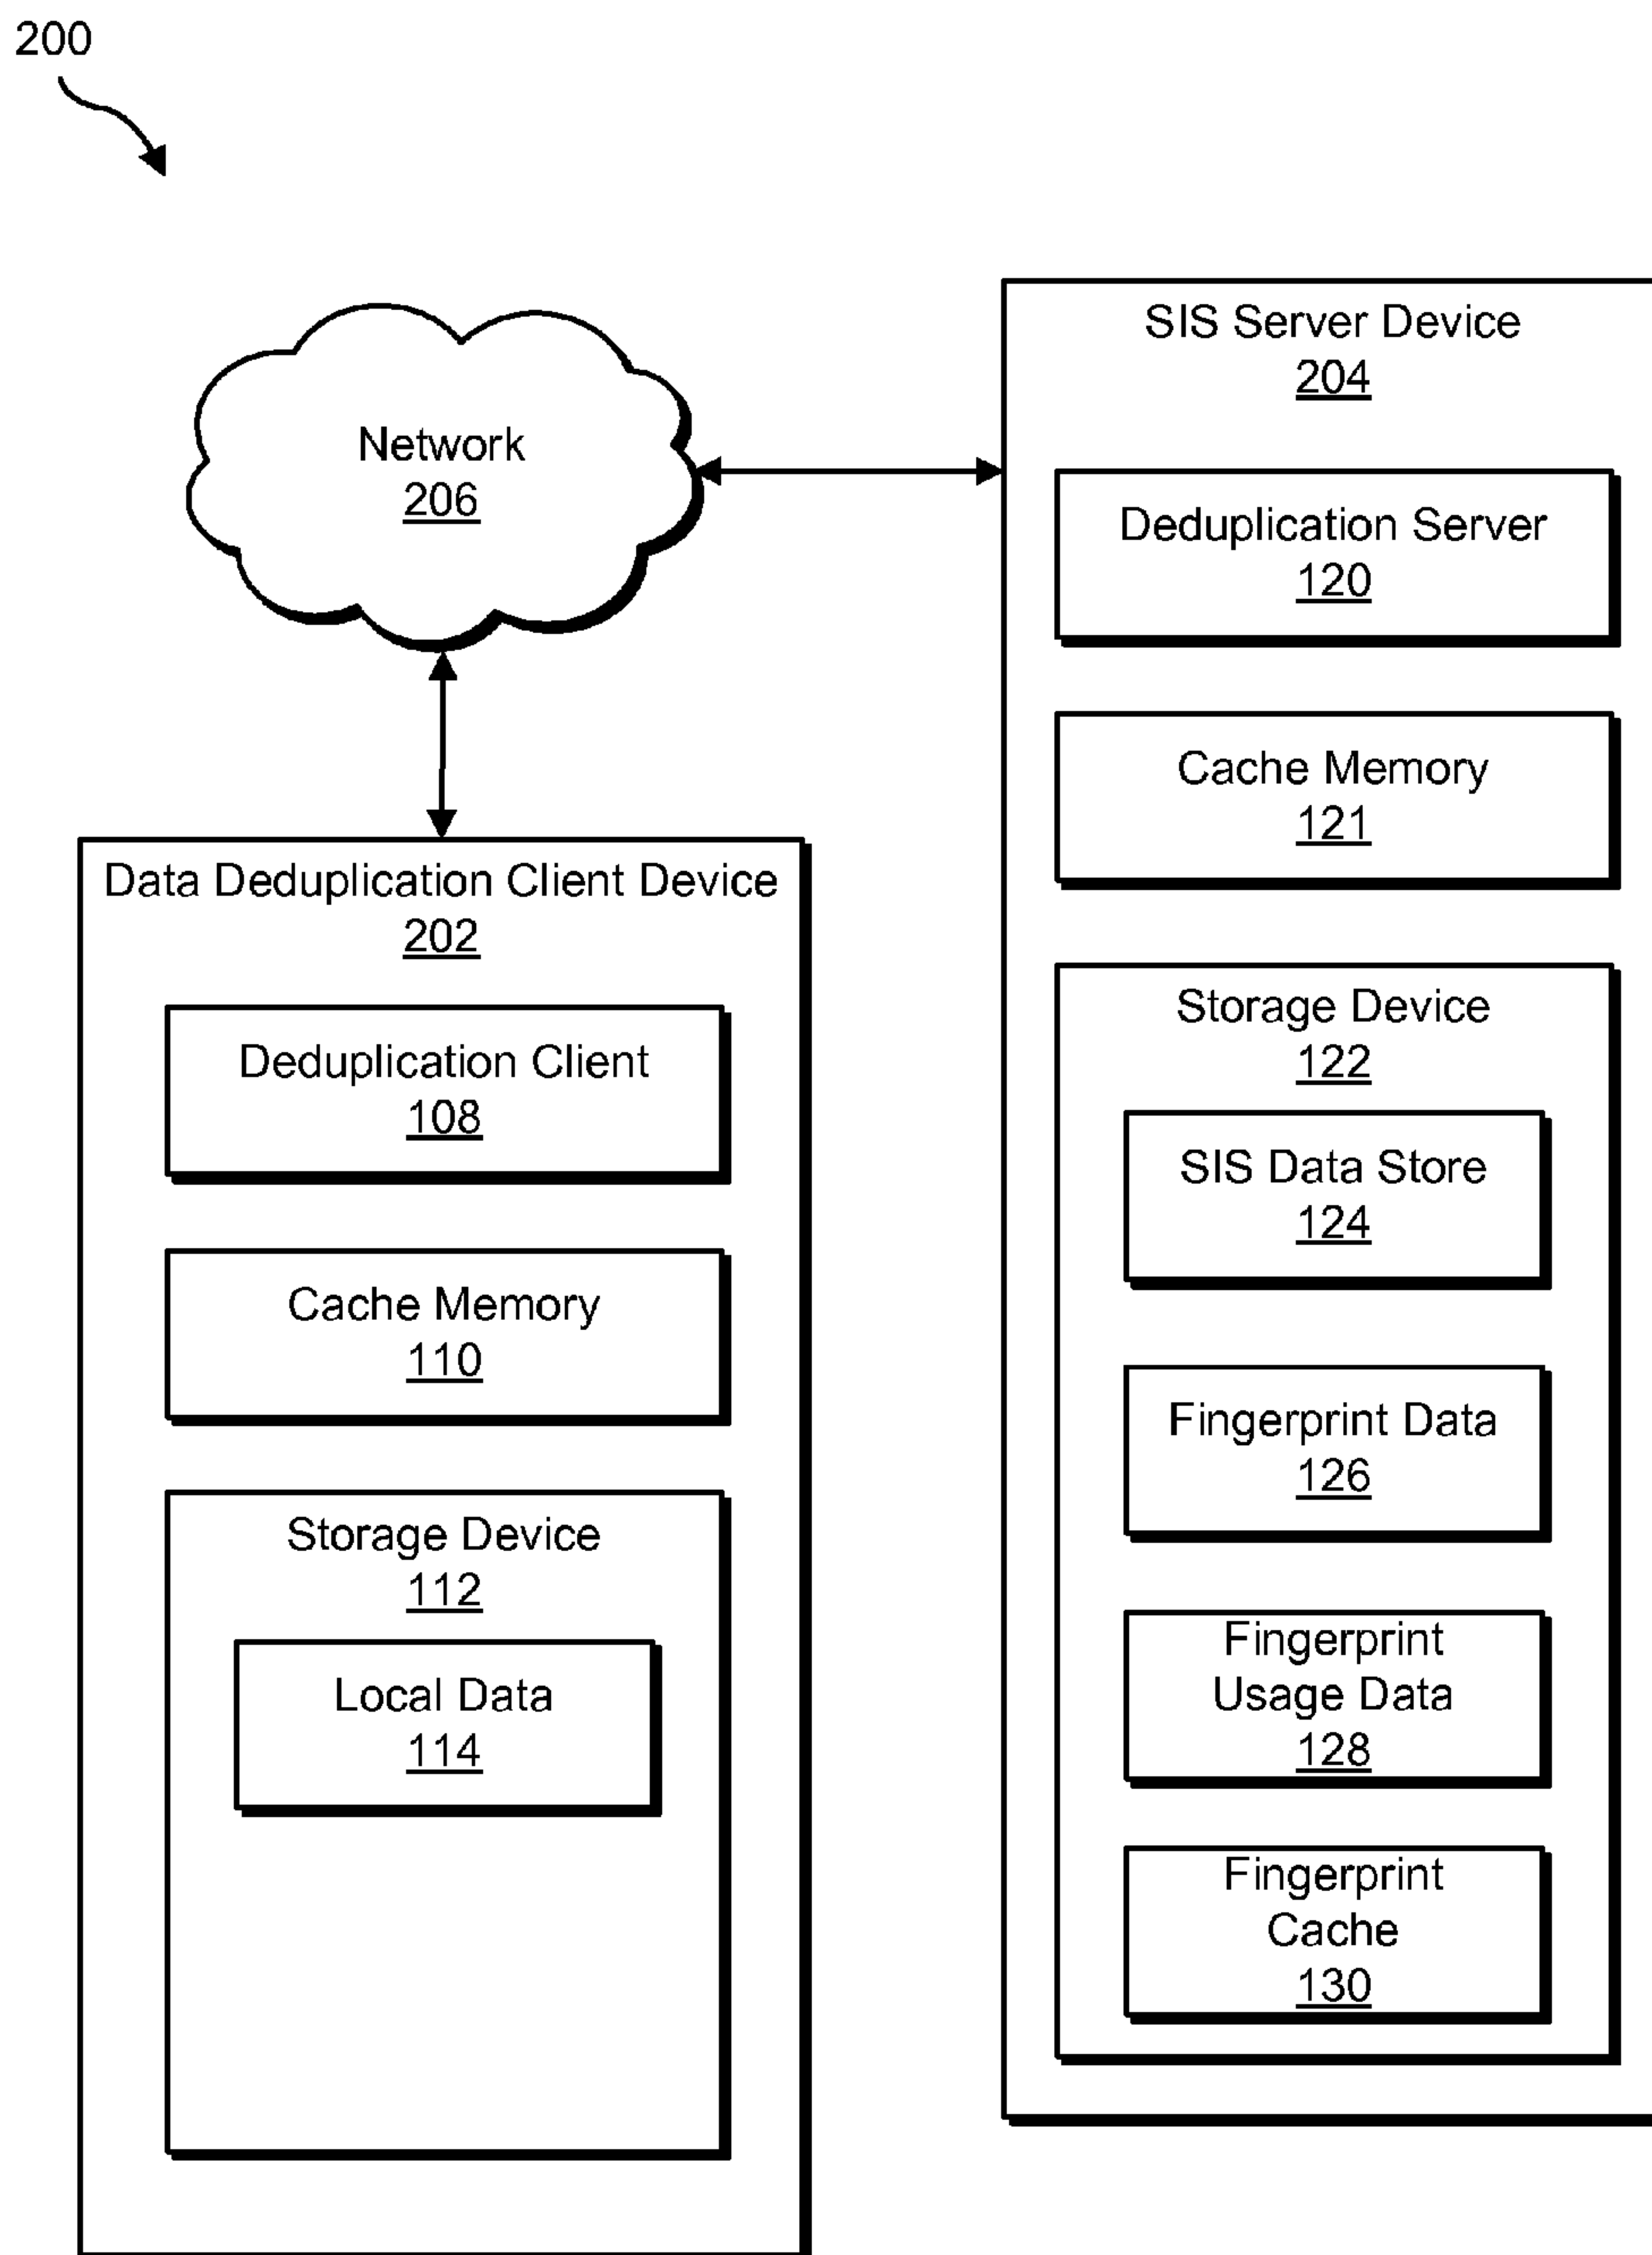 200
Network
206
SIS Server Device
204
Deduplication Server
120
Cache Memory
121
Storage Device
122
SIS Data Store
124
Fingerprint Data
126
Fingerprint
Usage Data
128
Fingerprint
Cache
130
Data Deduplication Client Device
202
Deduplication Client
108
Cache Memory
110
Storage Device
112
Local Data
114